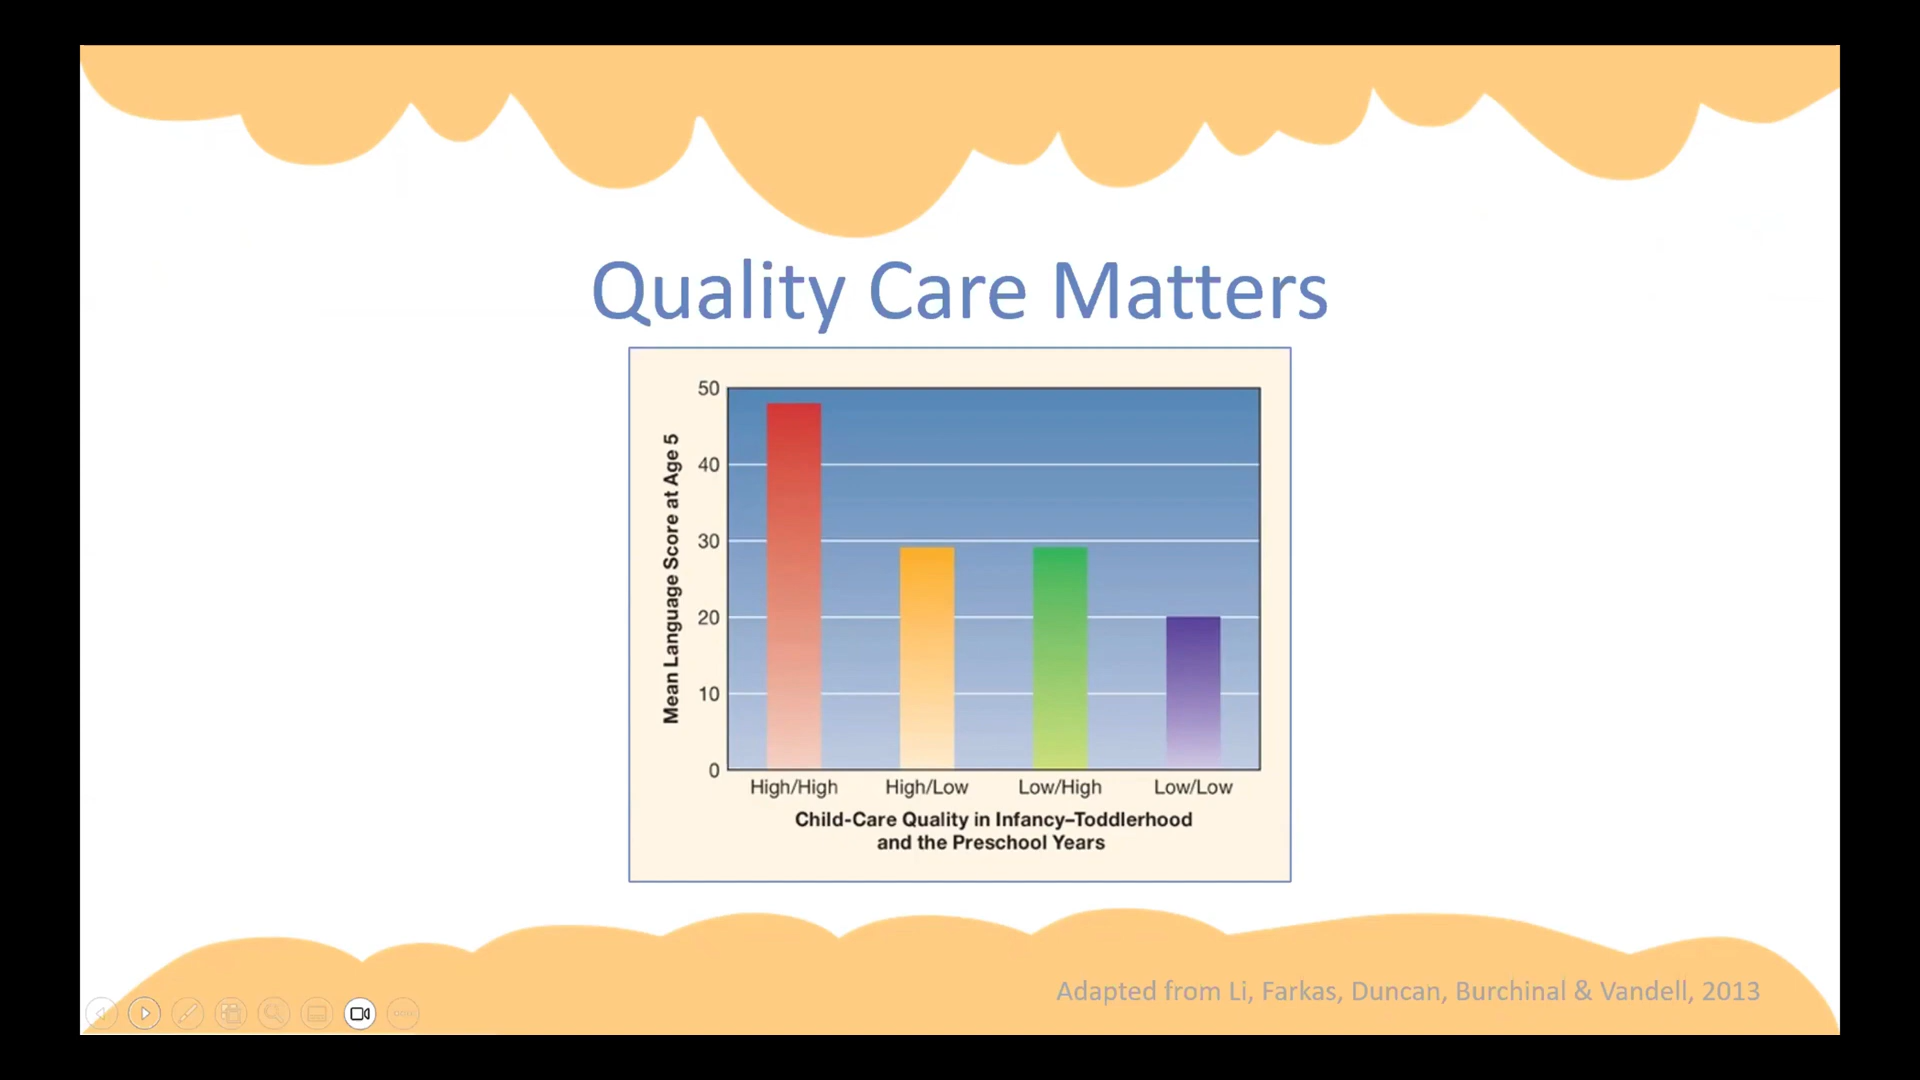 Quality Care Matters
Mean Language Score at Age 5
50
40
30
20
10
0
High/High High/Low Low/High Low/Low
Child-Care Quality in Infancy–Toddlerhood
and the Preschool Years
Adapted from Li, Farkas, Duncan, Burchinal & Vandell, 2013